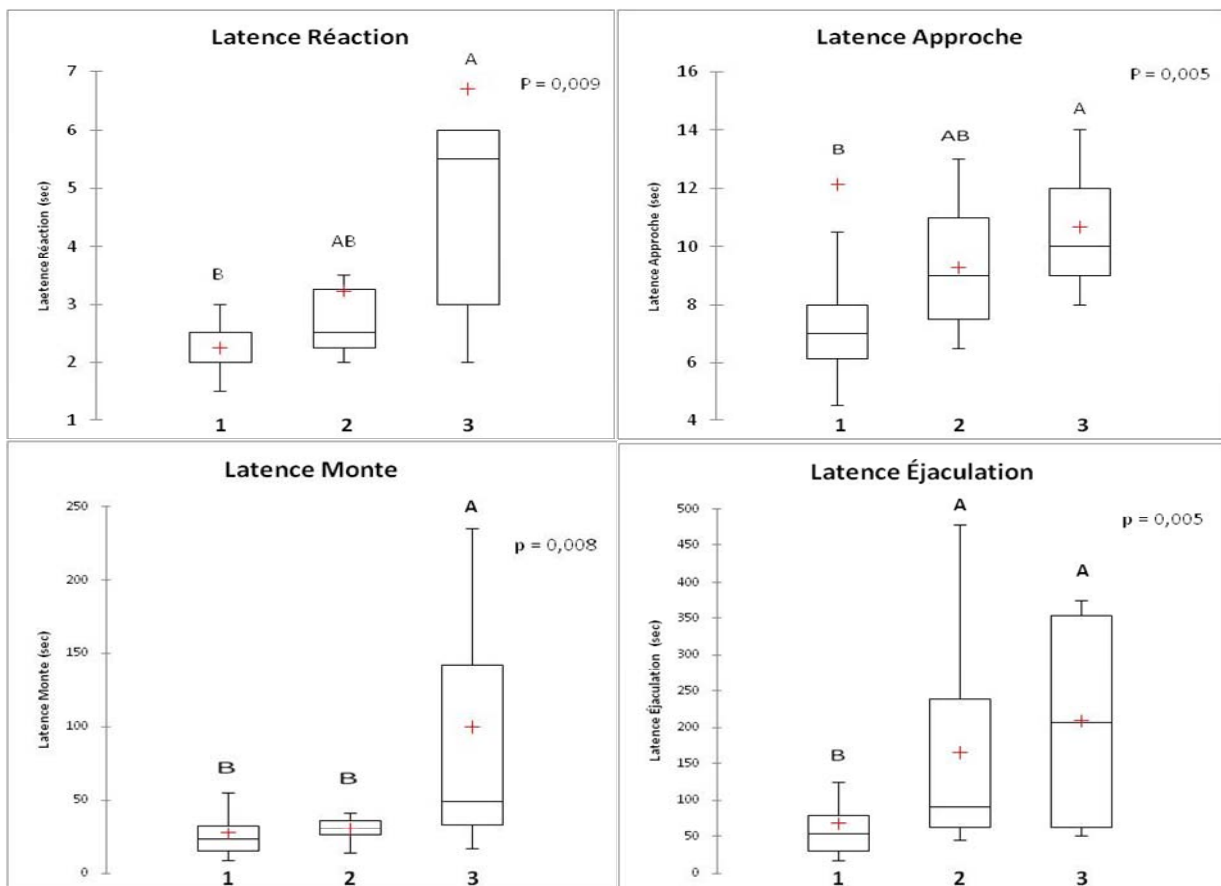 Latence Réaction
A
P = 0,009
7
6
5
4
3
2
1
Laetence Réaction (sec)
B
AB
1
2
3
Latence Approche
P = 0,005
16
14
12
10
8
6
4
Latence Approche (sec)
B
AB
A
1
2
3
Latence Monte
A
p = 0,008
250
200
150
100
50
0
Latence Monte (sec)
B
B
1
2
3
Latence Éjaculation
A
p = 0,005
500
450
400
350
300
250
200
150
100
50
0
Latence Éjaculation (sec)
B
A
1
2
3